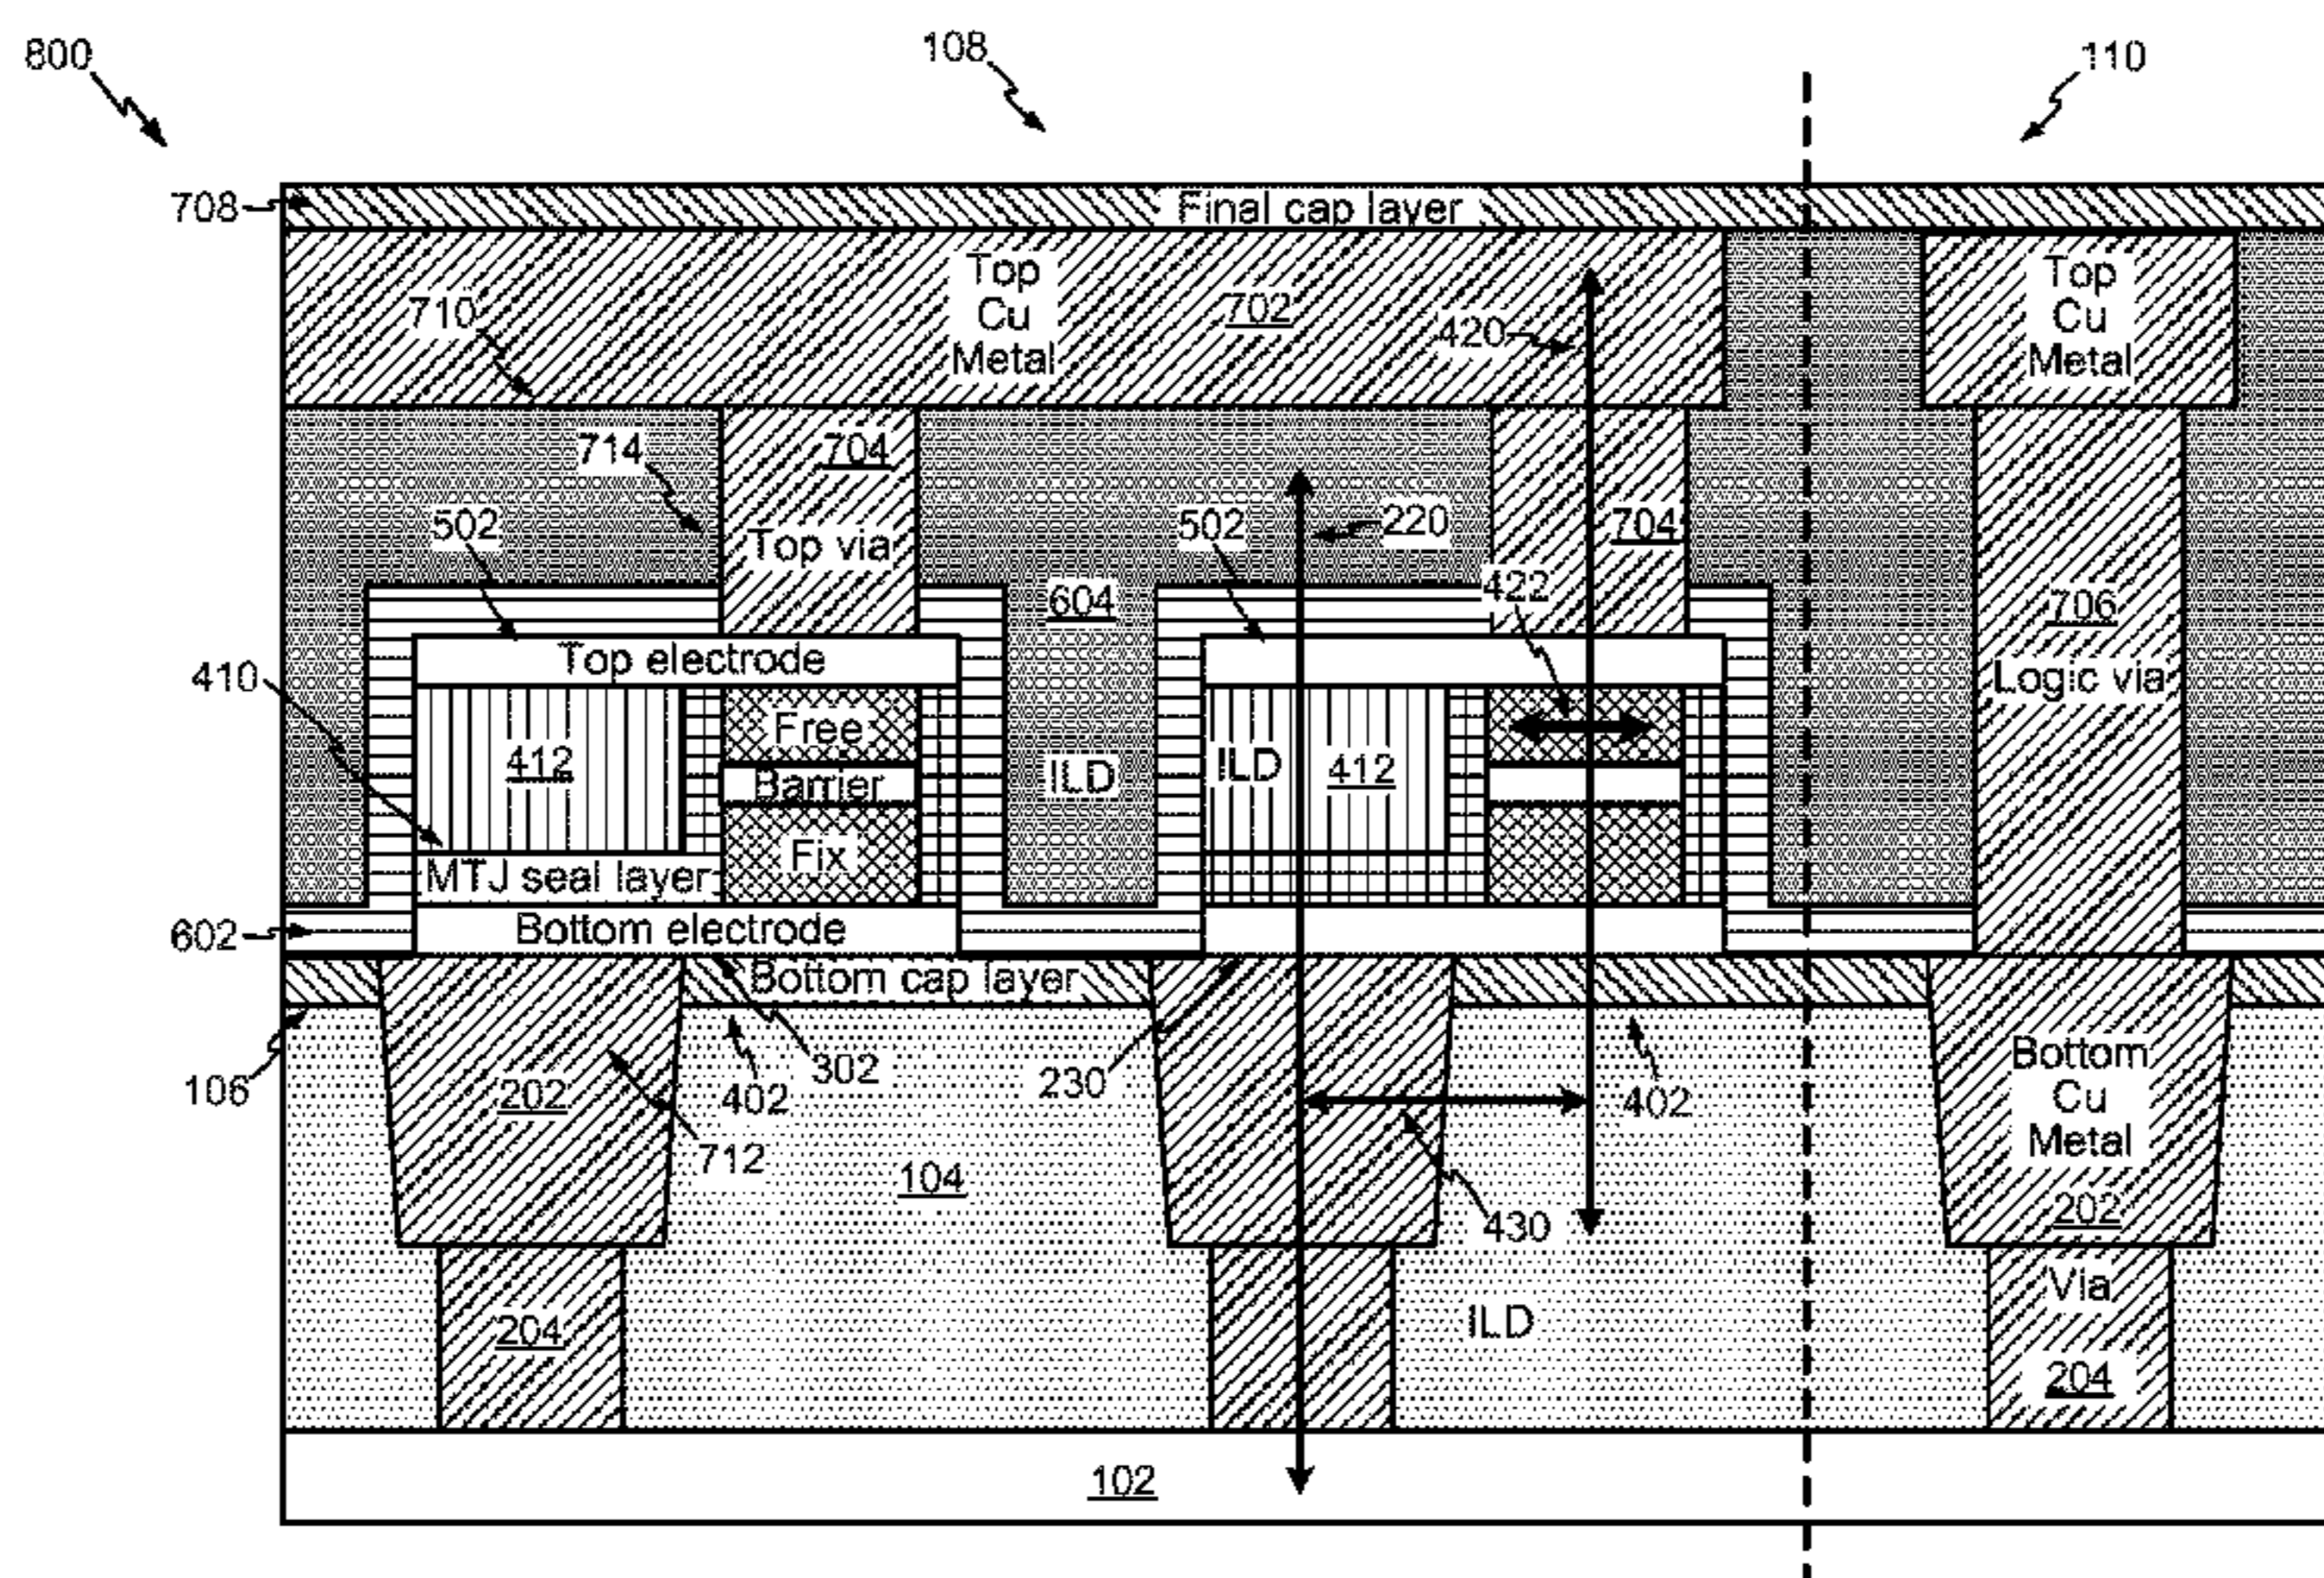 800
108
110
708
Final cap layer
Top
Cu
Metal
702
Top
Cu
Metal
710
420
714
704
502
Top via
502
220
704
422
604
706
Top electrode
410
Logic via
Free
412
ILD
ILD
412
Barrier
Fix
MTJ seal layer
602
Bottom electrode
Bottom cap layer
106
302
230
402
402
Bottom
Cu
Metal
202
712
104
430
202
Via
204
ILD
204
102